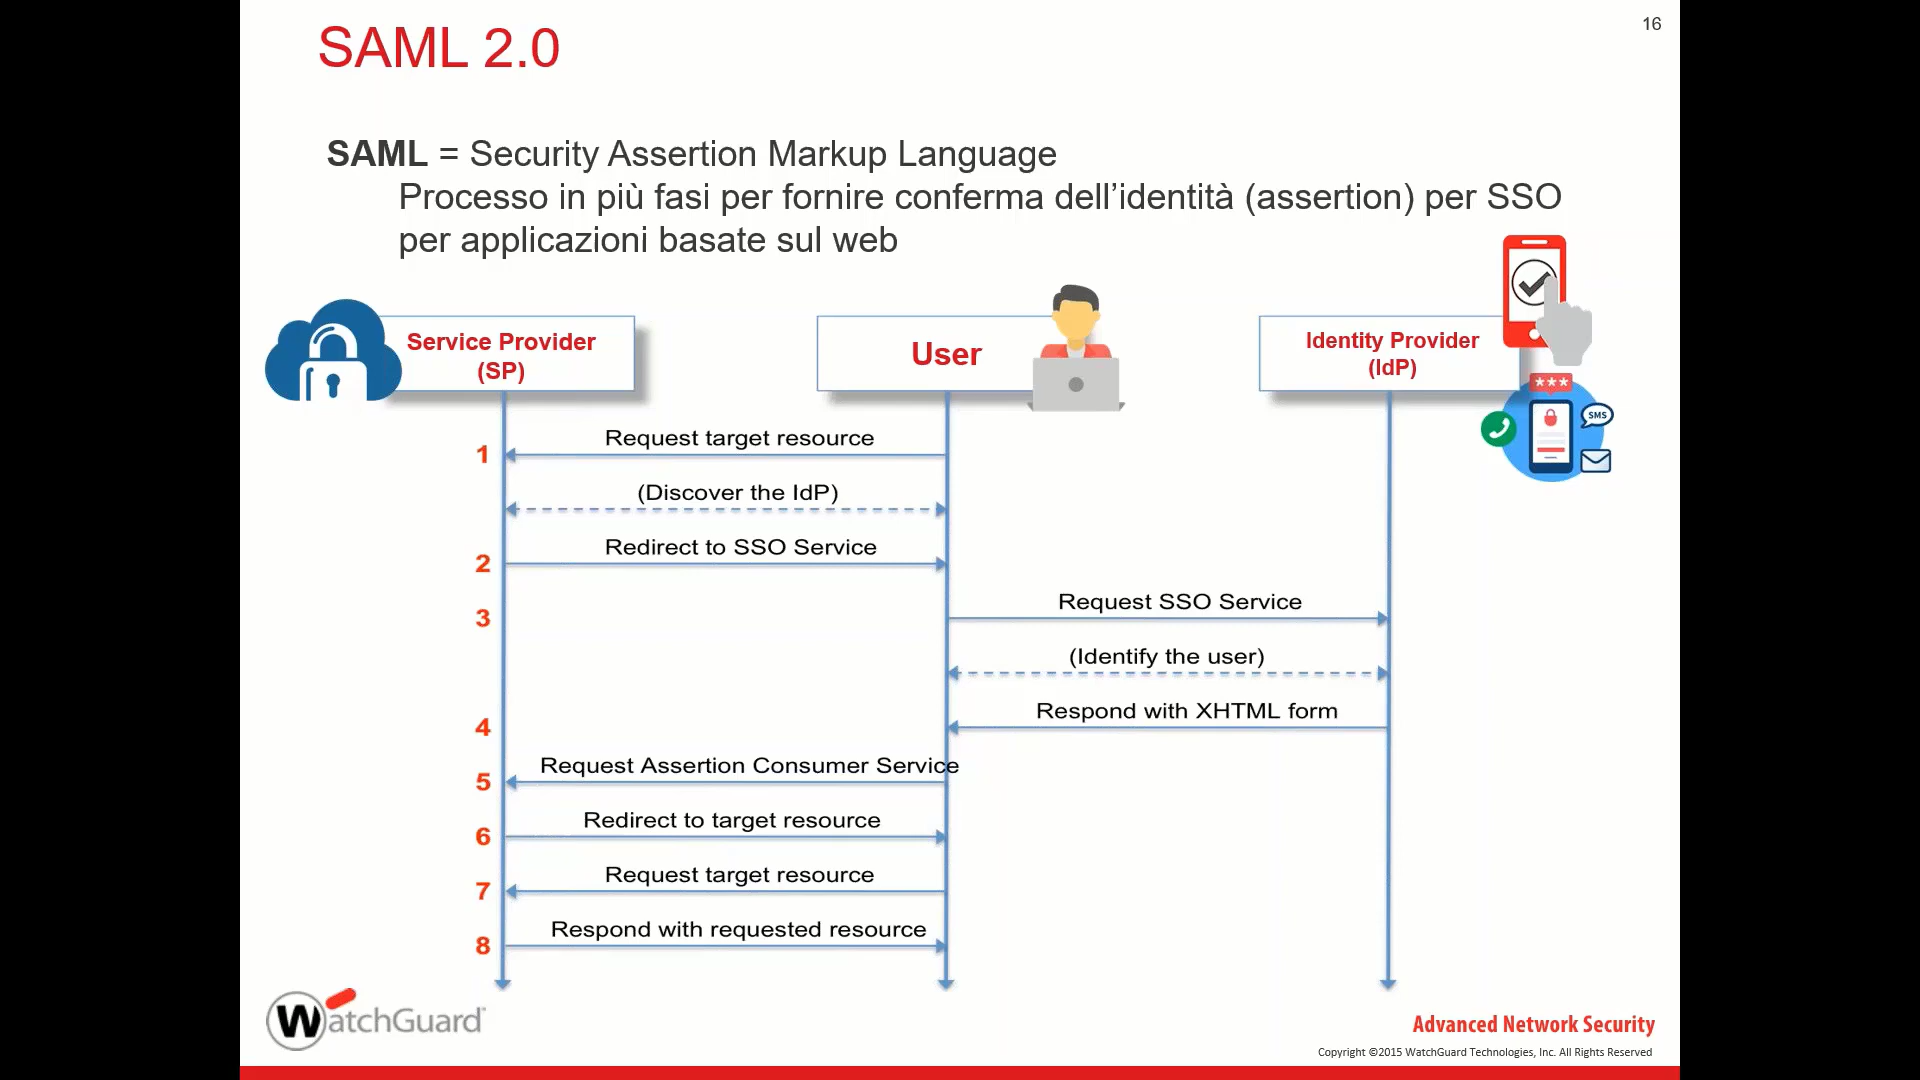 16
SAML 2.0
SAML = Security Assertion Markup Language
Processo in più fasi per fornire conferma dell’identità (assertion) per SSO
per applicazioni basate sul web
Service Provider
(SP)
User
Identity Provider
(IdP)
***
SMS
Request target resource
1
(Discover the IdP)
Redirect to SSO Service
2
Request SSO Service
3
(Identify the user)
Respond with XHTML form
4
Request Assertion Consumer Service
5
Redirect to target resource
6
Request target resource
7
Respond with requested resource
8
WatchGuard
Advanced Network Security
Copyright ©2015 WatchGuard Technologies, Inc. All Rights Reserved